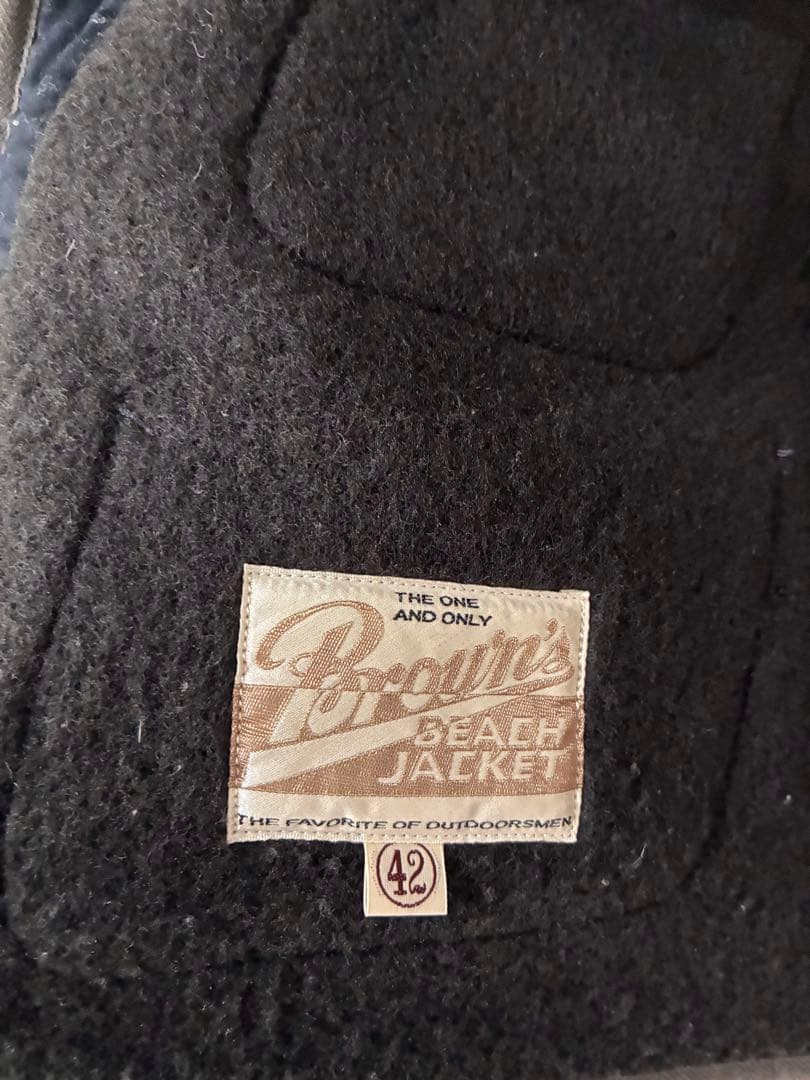 THE ONE
AND ONLY
Brown's
BEACH
JACKET
THE FAVORITE OF OUTDOORSMEN
42